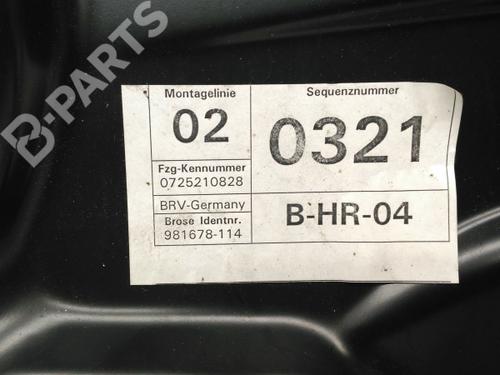 B-PARTS
Montagelinie
02
Sequenznummer
0321
Fzg-Kennummer
0725210828
BRV-Germany
Brose Identnr.
981678-114
B-HR-04